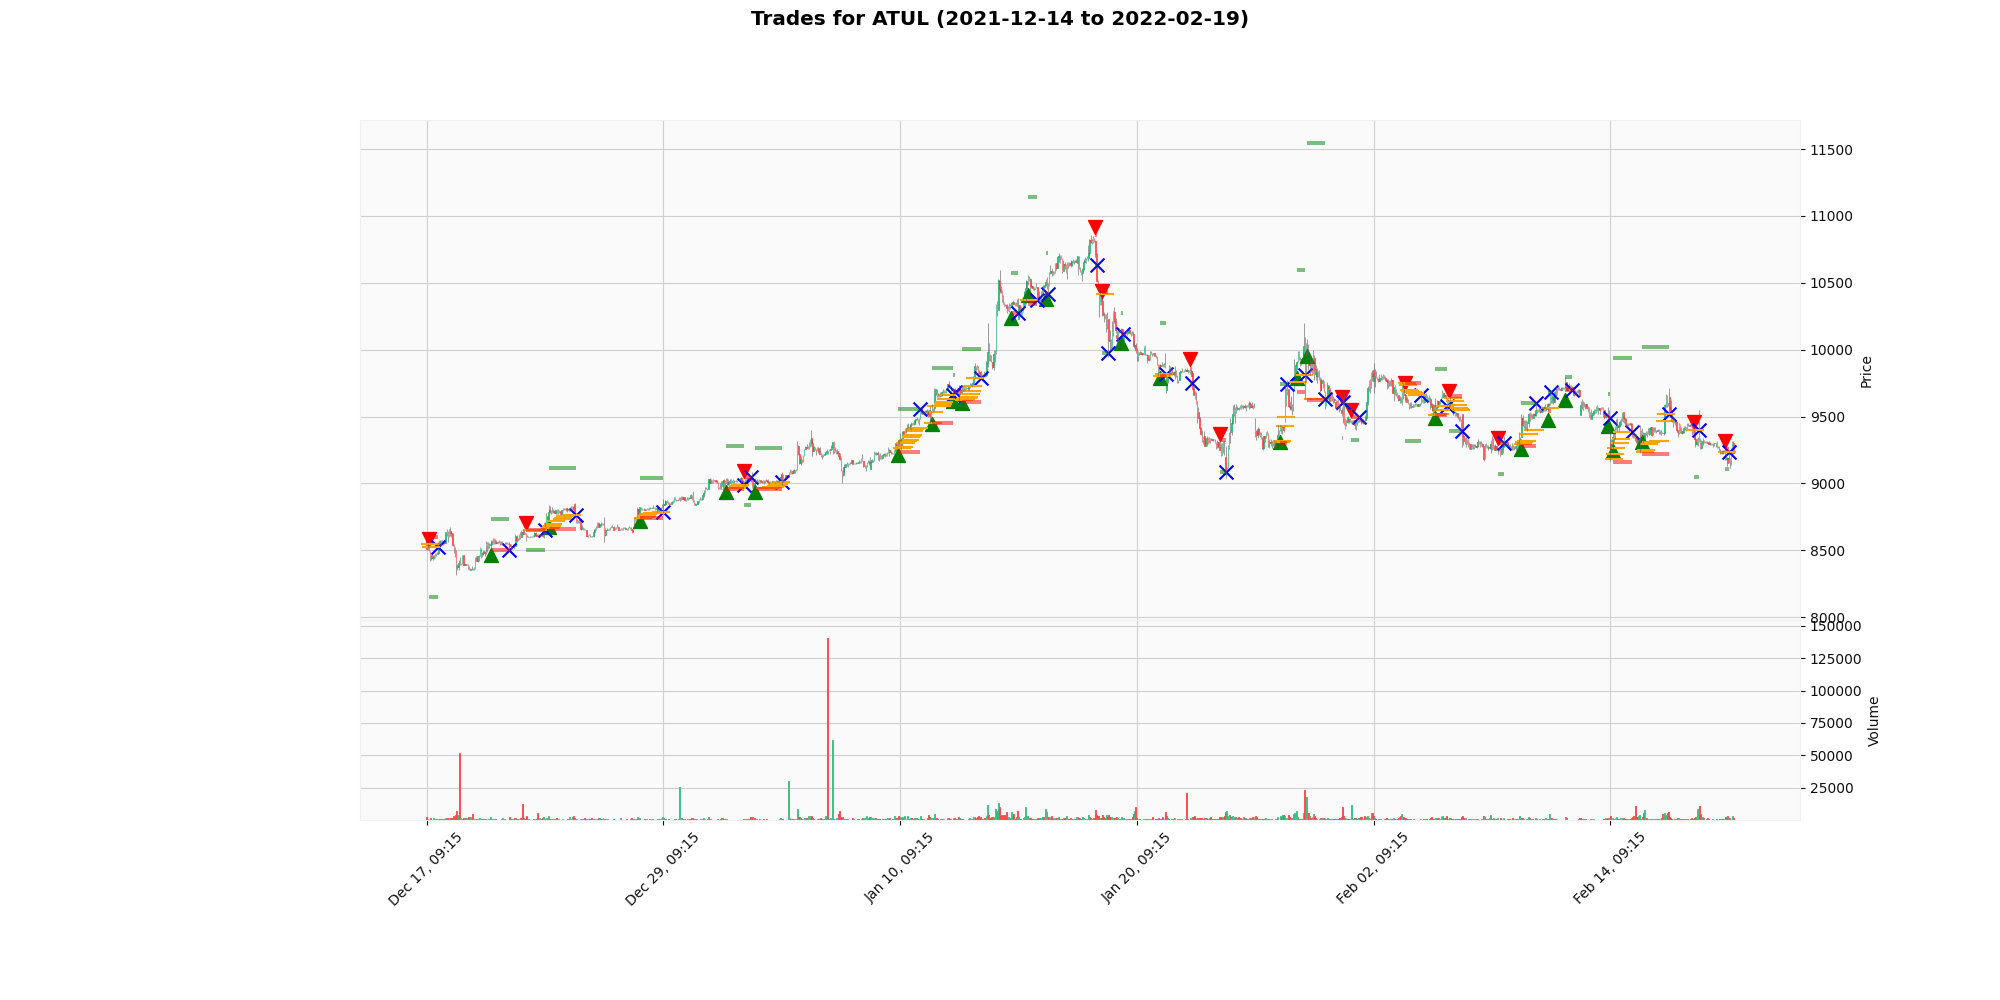 Trades for ATUL (2021-12-14 to 2022-02-19)
11500
11000
10500
10000
9500
9000
8500
8000
Price
150000
125000
100000
75000
50000
25000
Volume
Dec 17, 09:15
Dec 29, 09:15
Jan 10, 09:15
Jan 20, 09:15
Feb 02, 09:15
Feb 14, 09:15